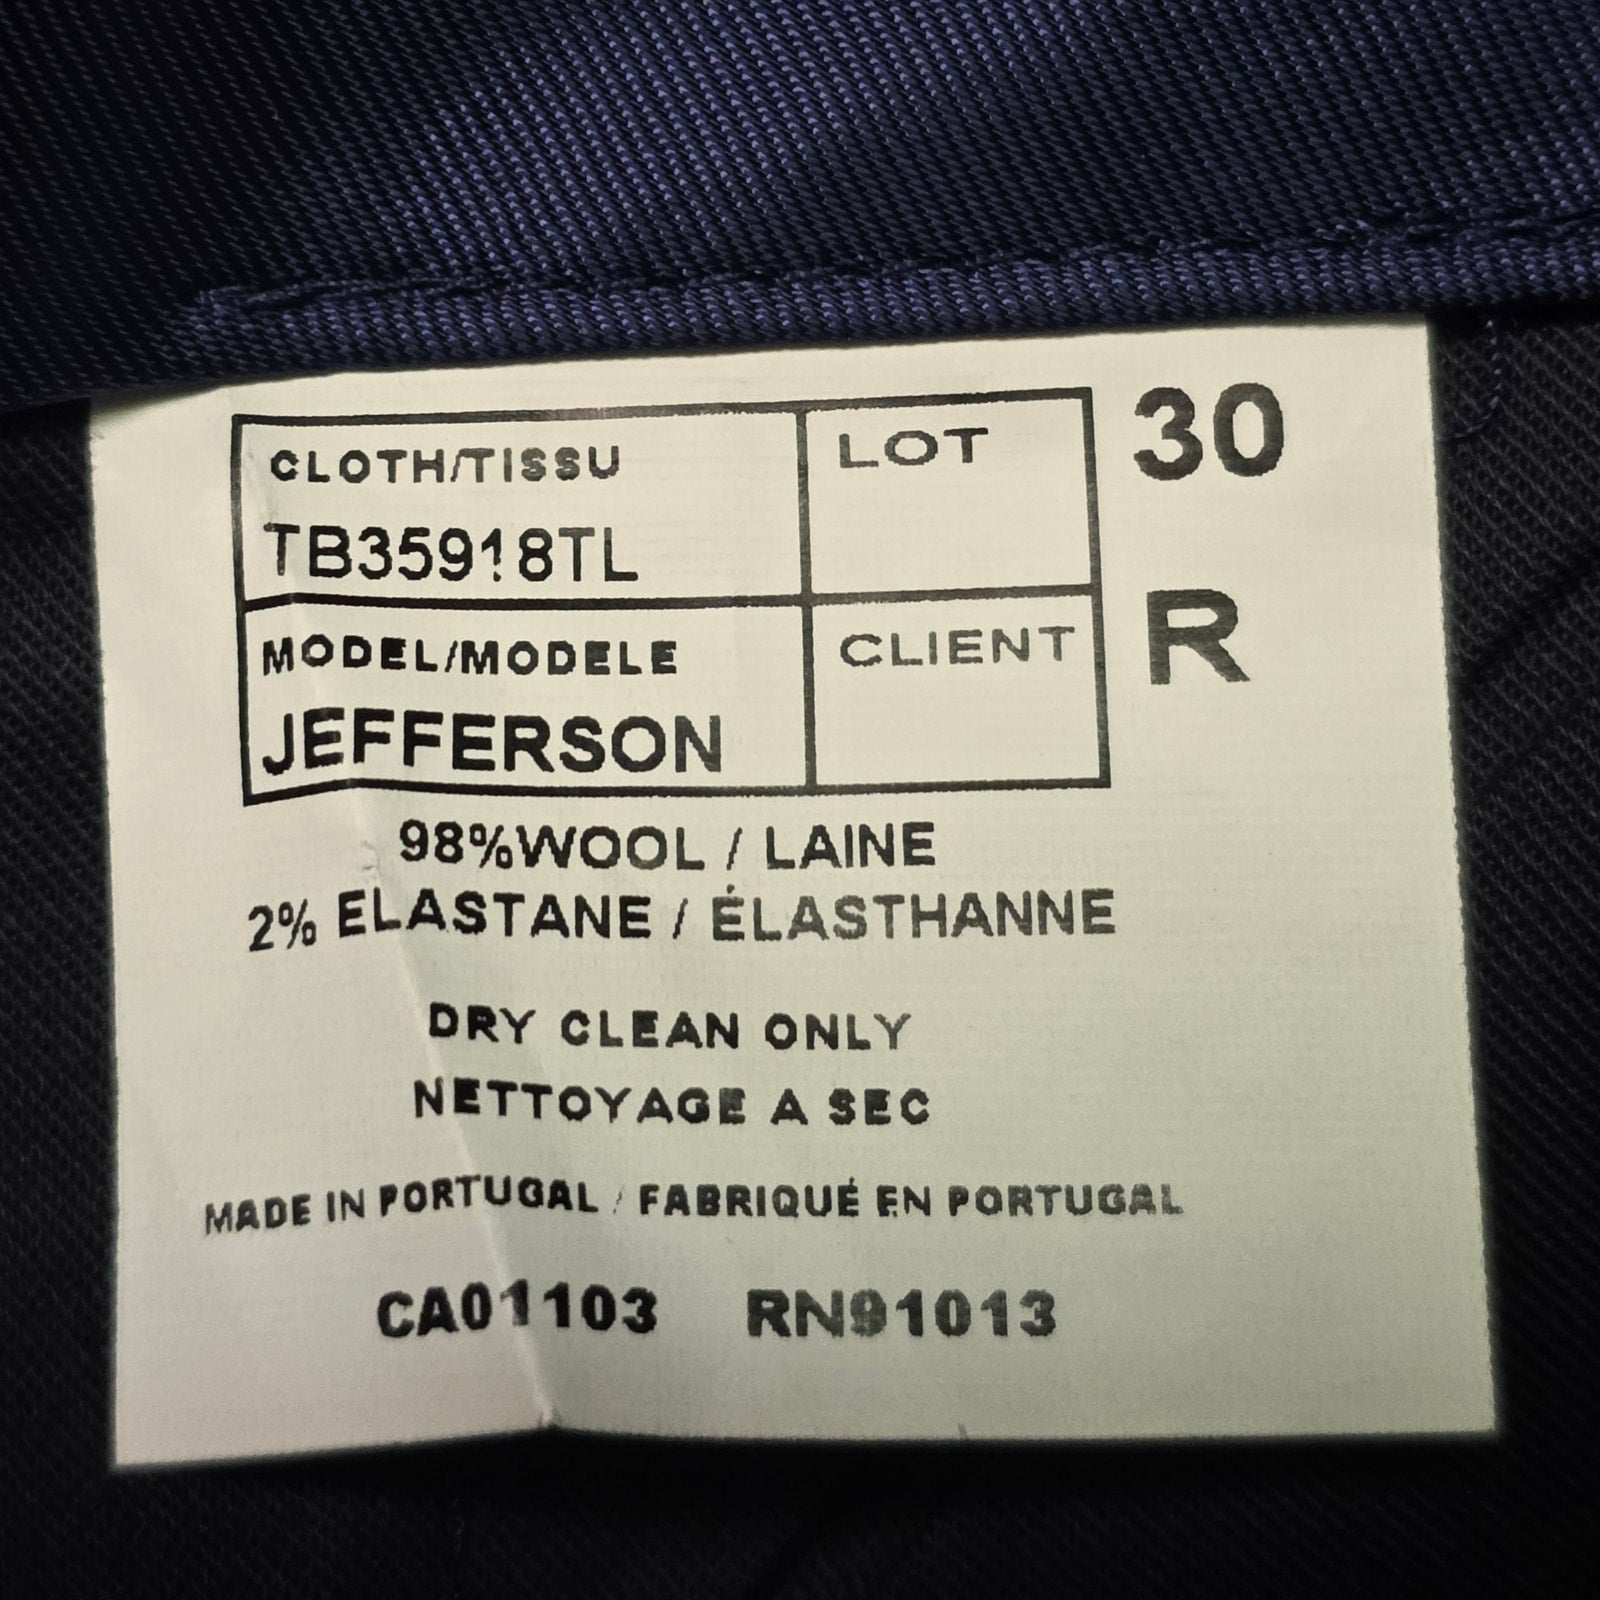 CLOTH/TISSU LOT 30
TB35918TL
MODEL/MODELE CLIENT R
JEFFERSON
98%WOOL / LAINE
2% ELASTANE / ÉLASTHANNE
DRY CLEAN ONLY
NETTOYAGE A SEC
MADE IN PORTUGAL / FABRIQUÉ EN PORTUGAL
CA01103 RN91013